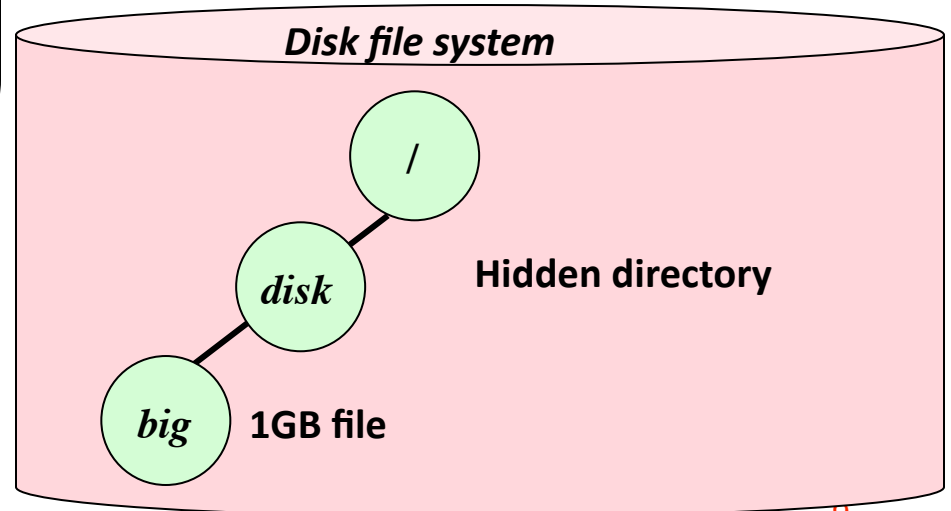 Disk file system
/
disk
Hidden directory
big
1GB file